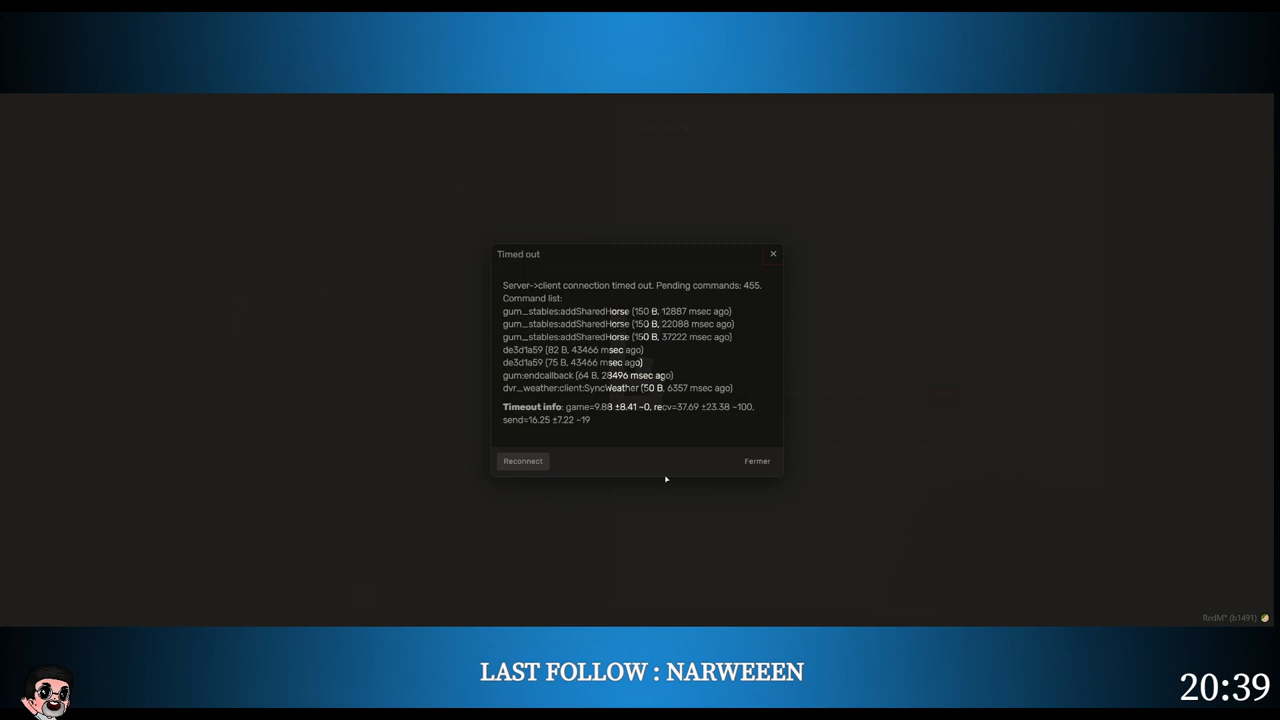 Timed out
Server->client connection timed out. Pending commands: 455.
Command list:
gum_stables:addSharedHorse (150 B, 12887 msec ago)
gum_stables:addSharedHorse (150 B, 22088 msec ago)
gum_stables:addSharedHorse (150 B, 37222 msec ago)
de3d1a59 (82 B, 43466 msec ago)
de3d1a59 (75 B, 43466 msec ago)
gum:endcallback (64 B, 28496 msec ago)
dvr_weather:client:SyncWeather (50 B, 6357 msec ago)
Timeout info: game=9.88 ±8.41 ~0, recv=37.69 ±23.38 ~100,
send=16.25 ±7.22 ~19
Reconnect
Fermer
RedM™ (b1491)
LAST FOLLOW : NARWEEEN
20:39